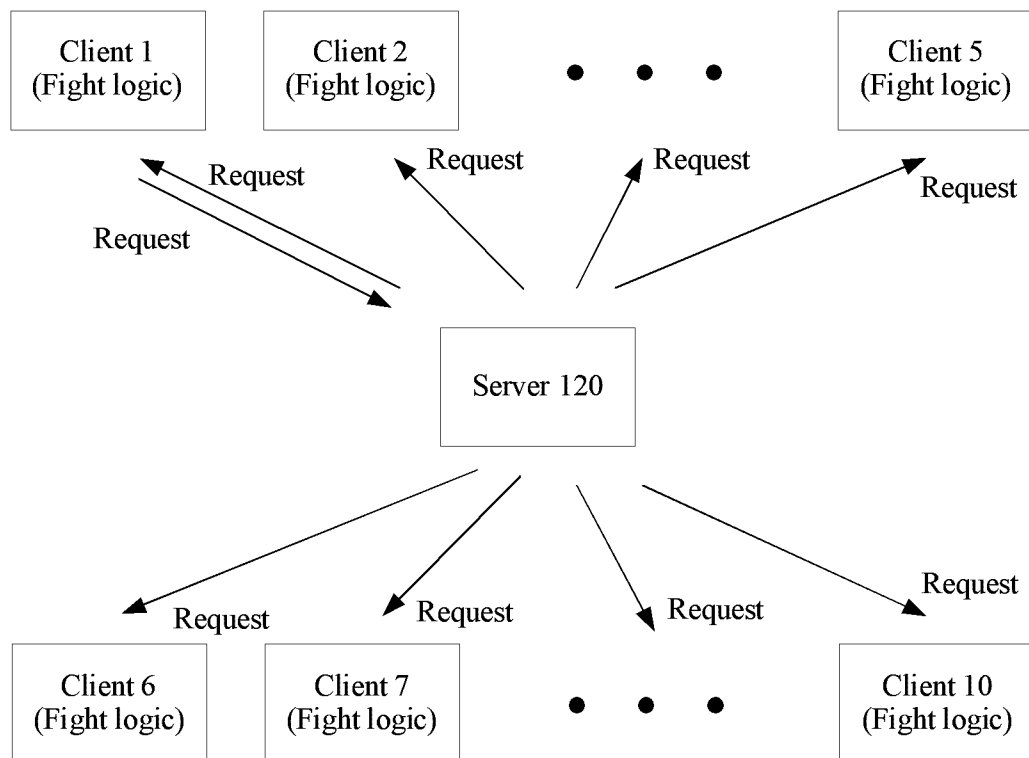 Client 1
(Fight logic)
Client 2
(Fight logic)
Client 5
(Fight logic)
Request
Request
Request
Request
Request
Server 120
Request
Request
Request
Request
Client 6
(Fight logic)
Client 7
(Fight logic)
Client 10
(Fight logic)